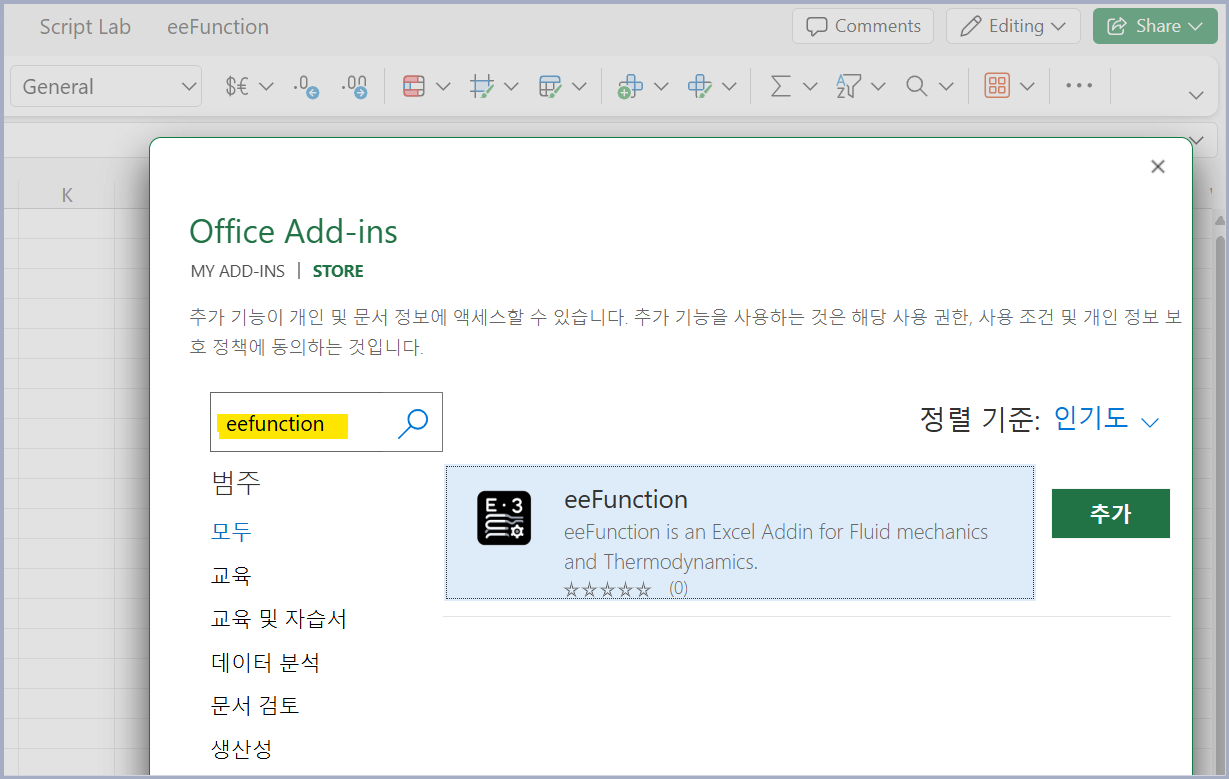 Script Lab eeFunction Comments Editing Share
General $€ .0 .00
K
Office Add-ins
MY ADD-INS | STORE
추가 기능이 개인 및 문서 정보에 액세스할 수 있습니다. 추가 기능을 사용하는 것은 해당 사용 권한, 사용 조건 및 개인 정보 보
호 정책에 동의하는 것입니다.
eefunction
정렬 기준: 인기도
범주
모두
교육
교육 및 자습서
데이터 분석
문서 검토
생산성
E·3
eeFunction
eeFunction is an Excel Addin for Fluid mechanics
and Thermodynamics.
(0)
추가